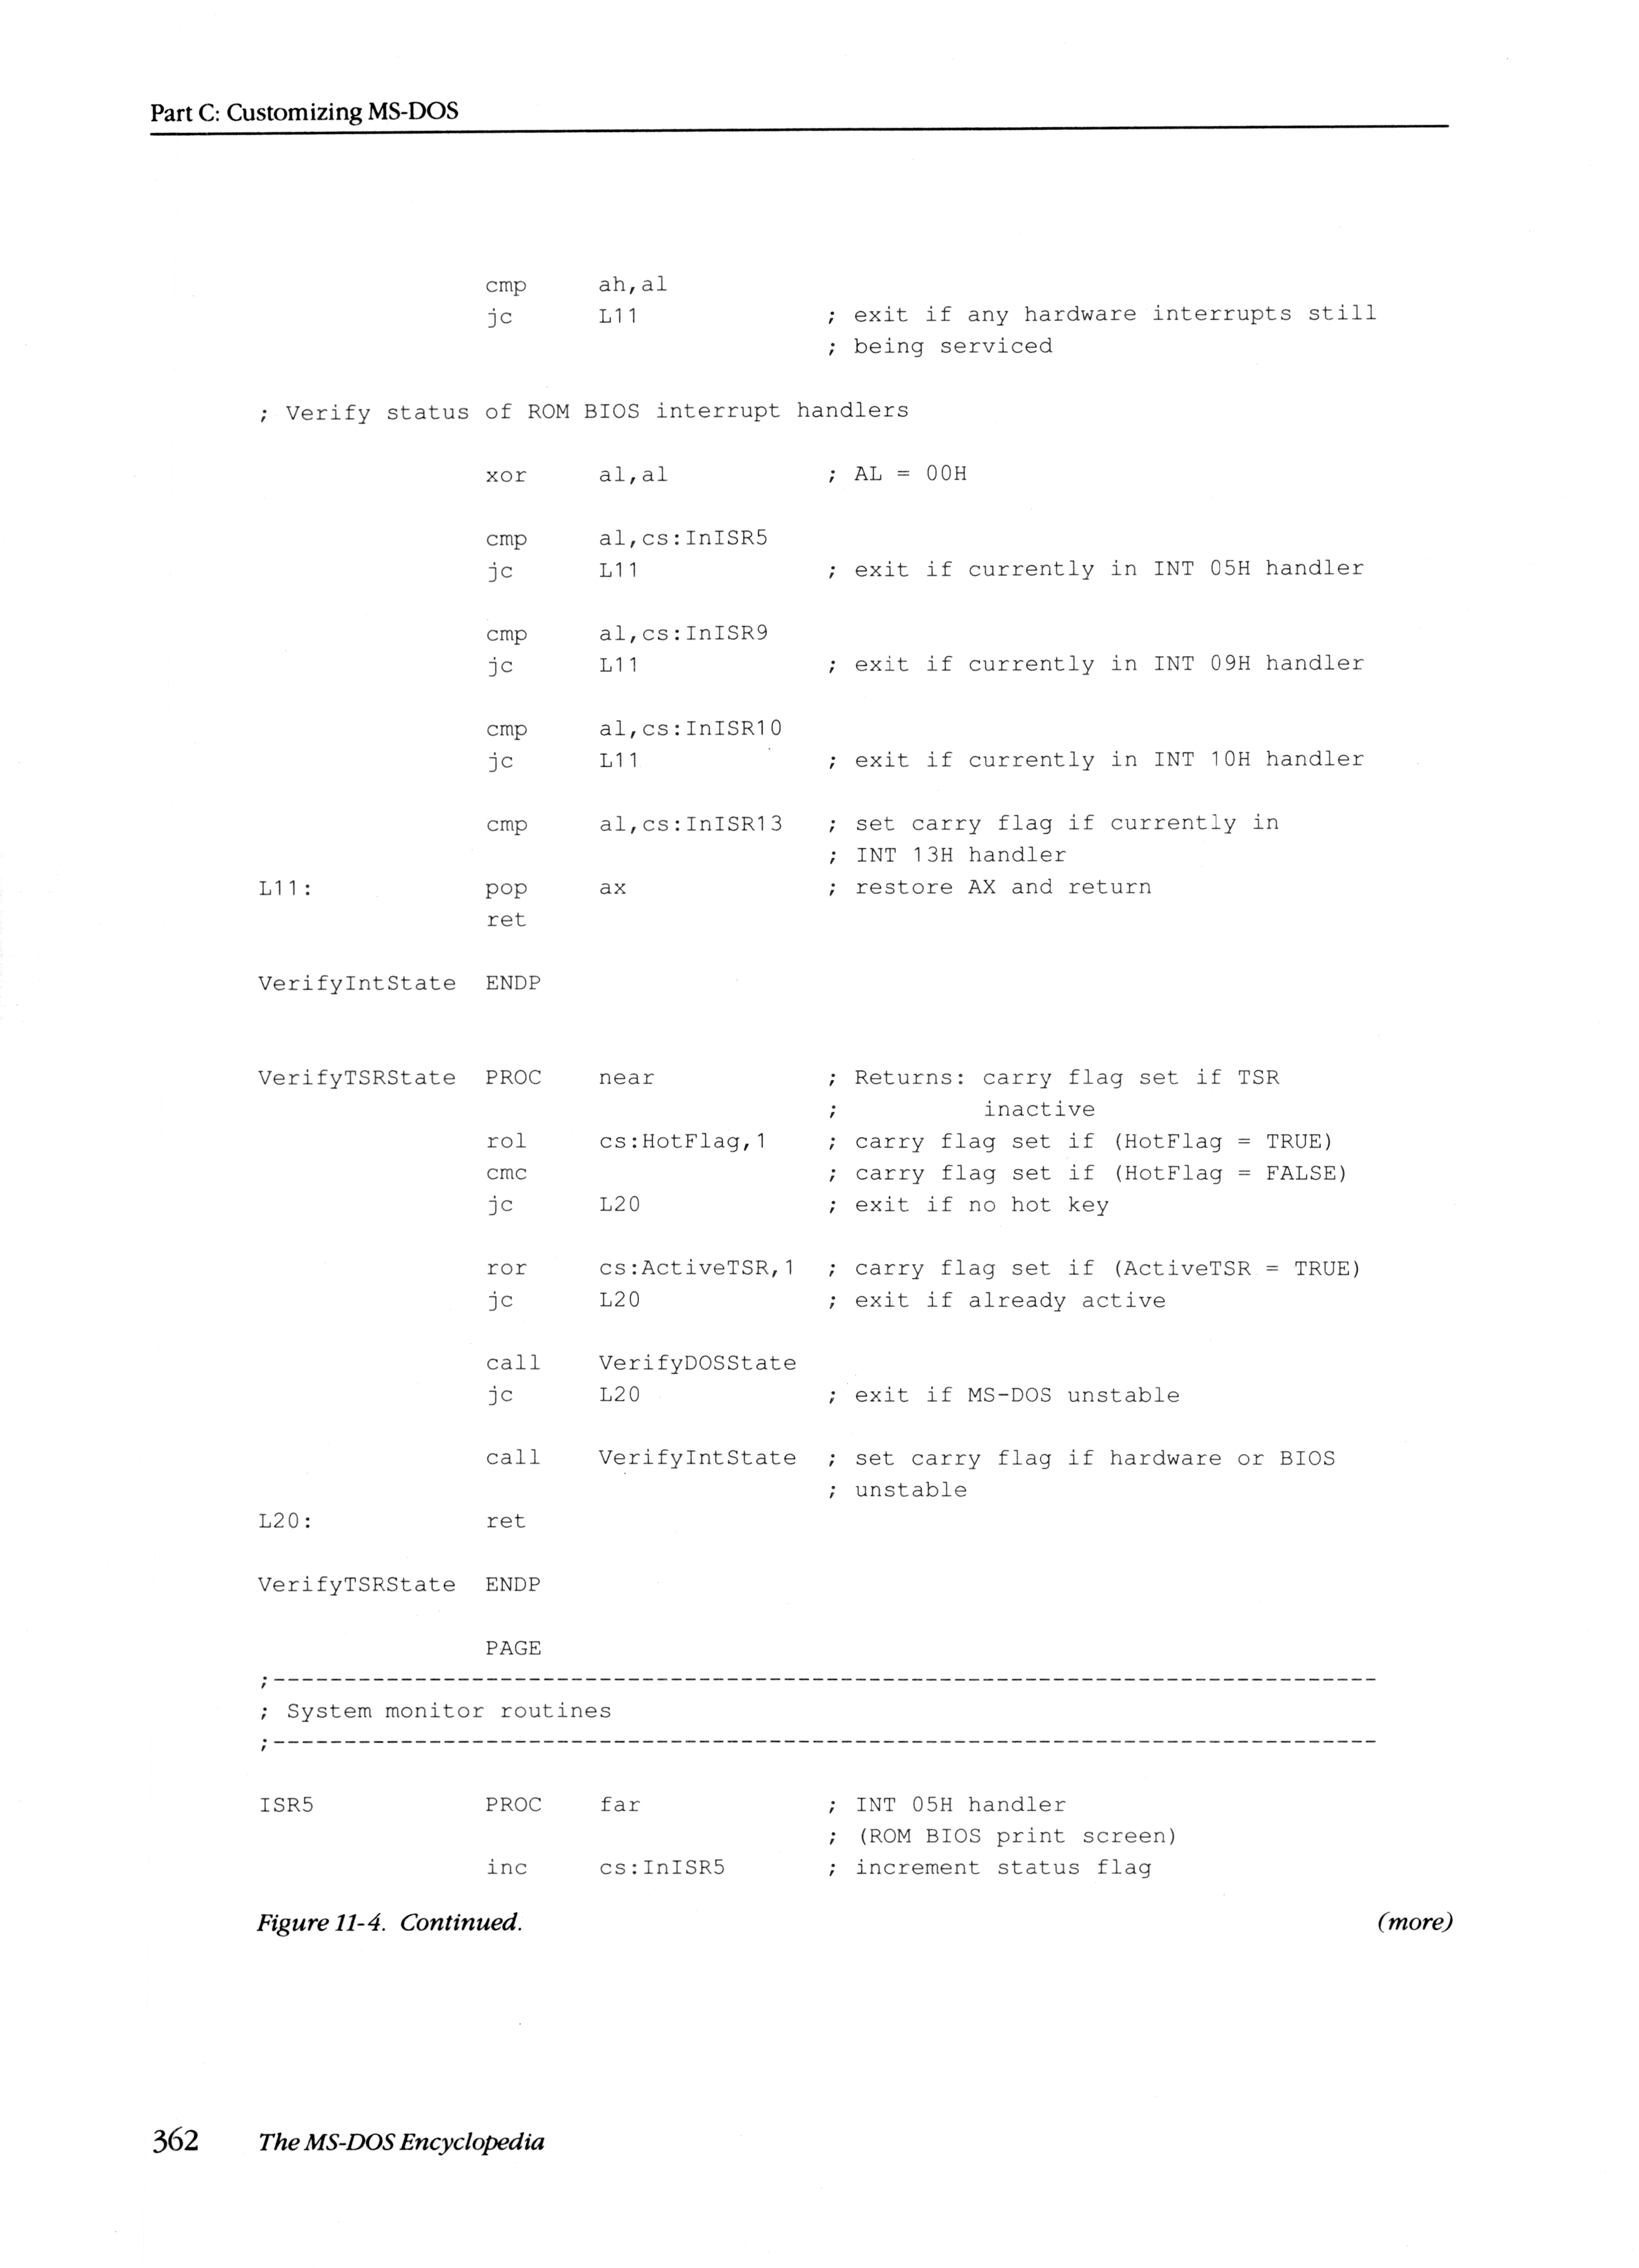 Part C: Customizing MS-DOS
cmp ah,al
jc L11 ; exit if any hardware interrupts still
; being serviced
; Verify status of ROM BIOS interrupt handlers
xor al,al ; AL = 00H
cmp al,cs:InISR5
jc L11 ; exit if currently in INT 05H handler
cmp al,cs:InISR9
jc L11 ; exit if currently in INT 09H handler
cmp al,cs:InISR10
jc L11 ; exit if currently in INT 10H handler
cmp al,cs:InISR13 ; set carry flag if currently in
; INT 13H handler
L11: pop ax ; restore AX and return
ret
VerifyIntState ENDP
VerifyTSRState PROC near ; Returns: carry flag set if TSR
; inactive
rol cs:HotFlag,1 ; carry flag set if (HotFlag = TRUE)
cmc ; carry flag set if (HotFlag = FALSE)
jc L20 ; exit if no hot key
ror cs:ActiveTSR,1 ; carry flag set if (ActiveTSR = TRUE)
jc L20 ; exit if already active
call VerifyDOSState
jc L20 ; exit if MS-DOS unstable
call VerifyIntState ; set carry flag if hardware or BIOS
; unstable
L20: ret
VerifyTSRState ENDP
PAGE
;------------------------------------------------------------------------------
; System monitor routines
;------------------------------------------------------------------------------
ISR5 PROC far ; INT 05H handler
; (ROM BIOS print screen)
inc cs:InISR5 ; increment status flag
Figure 11-4. Continued. (more)
362 The MS-DOS Encyclopedia